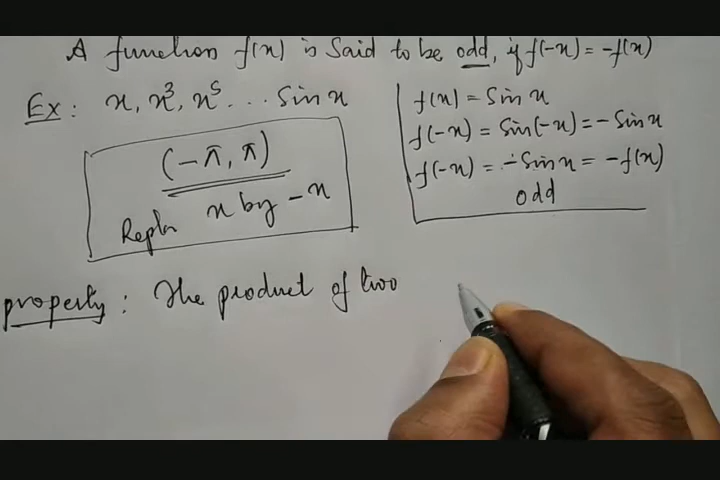 A function f(x) is said to be odd, if f(-x) = -f(x)
Ex: x, x³, x⁵ ... Sin x
(-π, π)
Repla x by -x
f(x) = Sin x
f(-x) = Sin(-x) = -Sin x
f(-x) = -Sin x = -f(x)
odd
property: The product of two